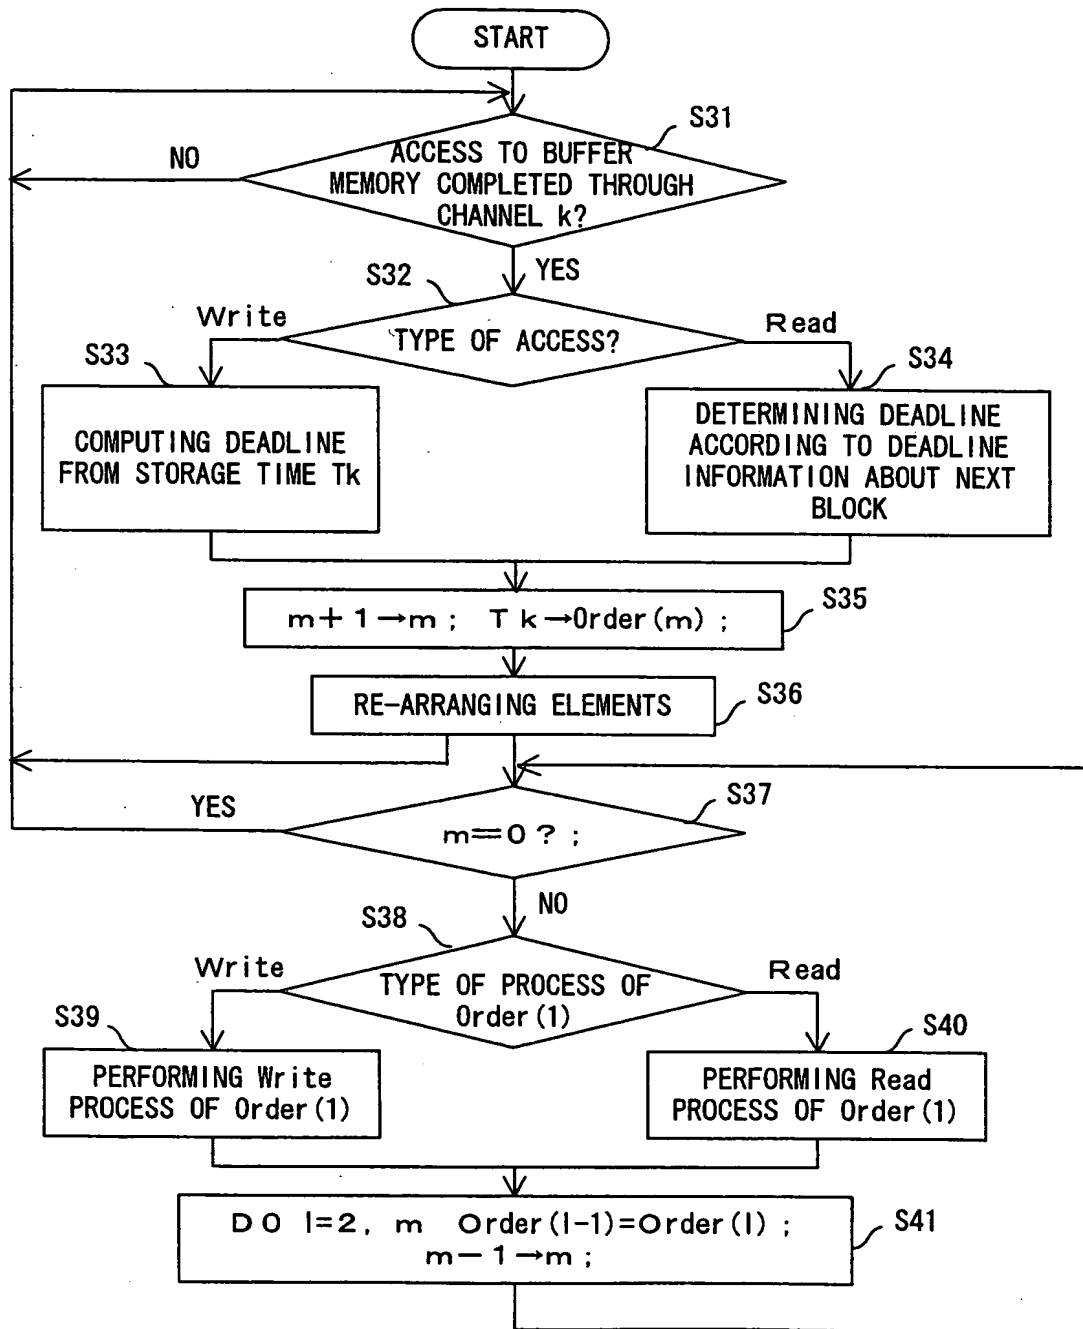 START
S31
NO
ACCESS TO BUFFER
MEMORY COMPLETED THROUGH
CHANNEL k?
YES
S32
Write
TYPE OF ACCESS?
Read
S33
S34
COMPUTING DEADLINE
FROM STORAGE TIME Tk
DETERMINING DEADLINE
ACCORDING TO DEADLINE
INFORMATION ABOUT NEXT
BLOCK
m+1→m; Tk→Order(m);
S35
RE-ARRANGING ELEMENTS
S36
YES
S37
m==0?;
NO
S38
Write
TYPE OF PROCESS OF
Order(1)
Read
S39
S40
PERFORMING Write
PROCESS OF Order(1)
PERFORMING Read
PROCESS OF Order(1)
DO l=2, m Order(l-1)=Order(l);
m-1→m;
S41